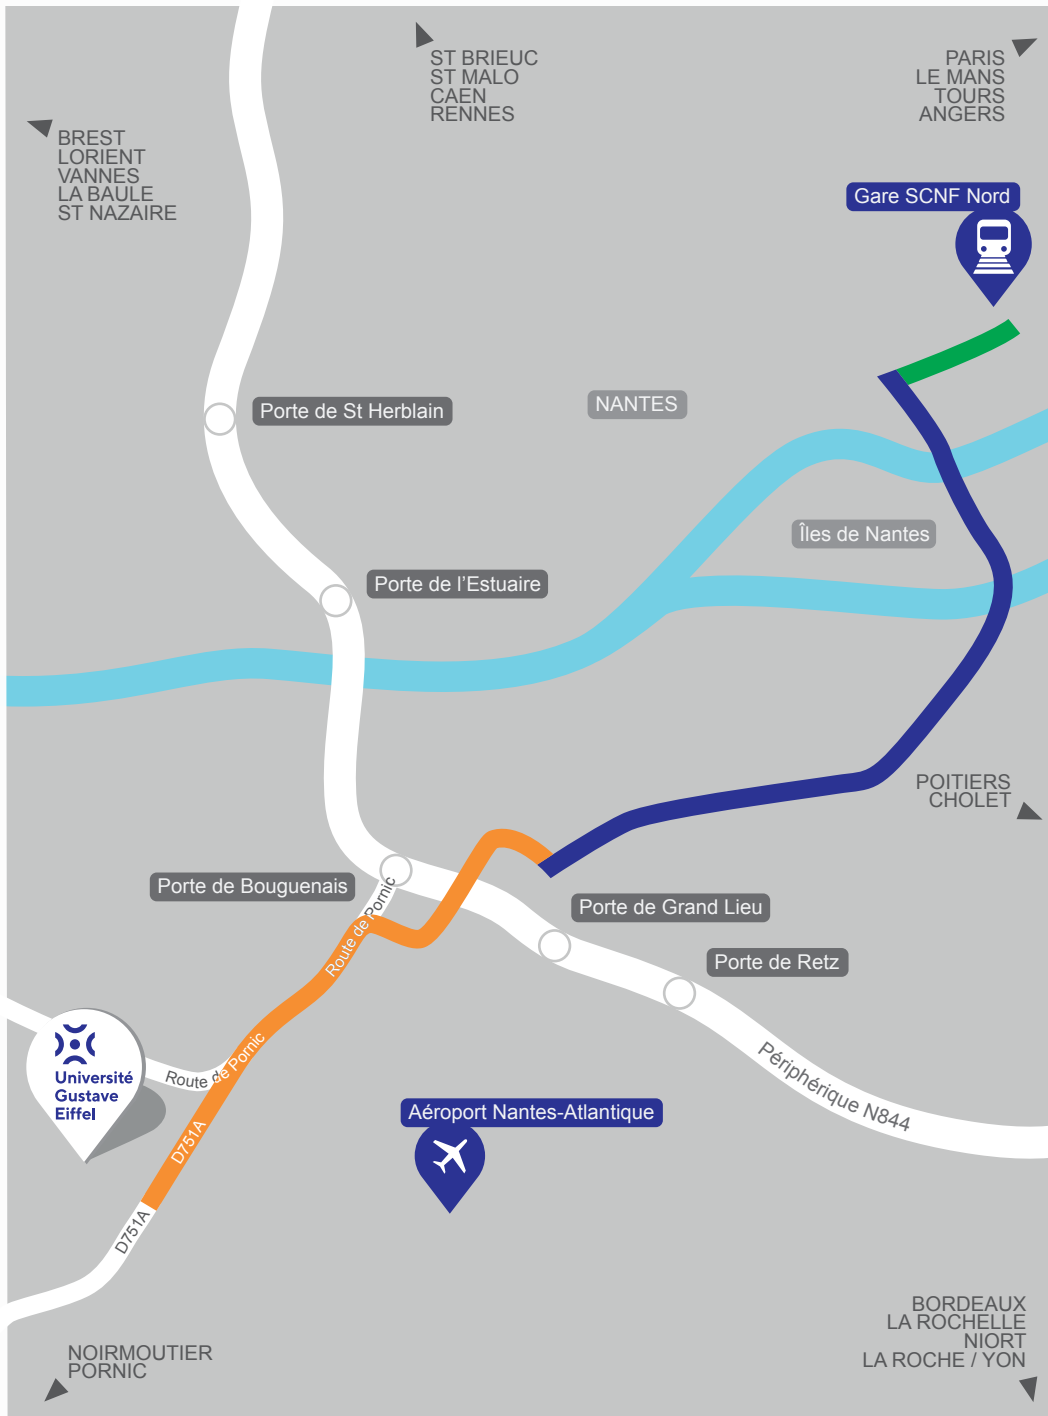 ST BRIEUC
ST MALO
CAEN
RENNES
PARIS
LE MANS
TOURS
ANGERS
BREST
LORIENT
VANNES
LA BAULE
ST NAZAIRE
Gare SCNF Nord
NANTES
Porte de St Herblain
Îles de Nantes
Porte de l'Estuaire
POITIERS
CHOLET
Porte de Bouguenais
Porte de Grand Lieu
Route de Pornic
Porte de Retz
Route de Pornic
Périphérique N844
Université
Gustave
Eiffel
Aéroport Nantes-Atlantique
D751A
D751A
BORDEAUX
LA ROCHELLE
NIORT
LA ROCHE / YON
NOIRMOUTIER
PORNIC